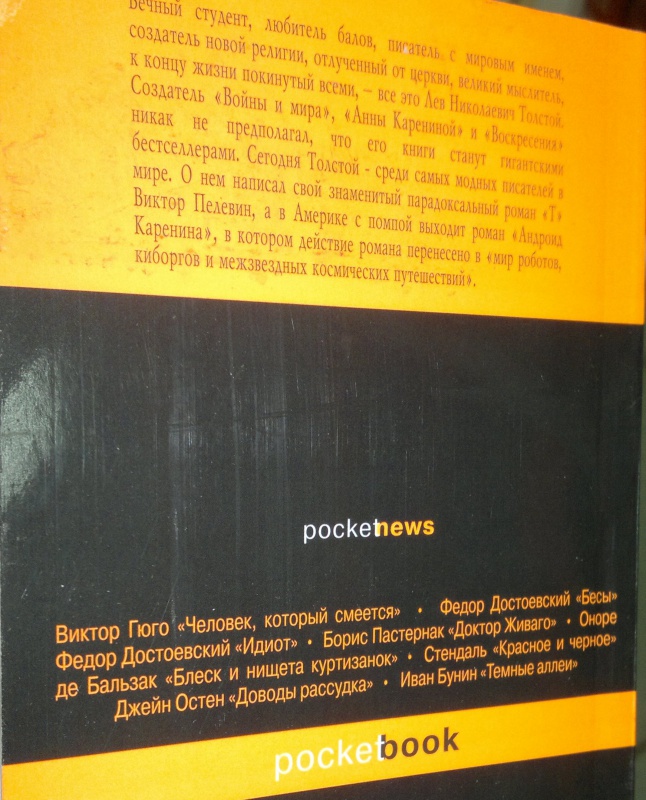 Вечный студент, любитель балов, писатель с мировым именем,
создатель новой религии, отлученный от церкви, великий мыслитель,
к концу жизни покинутый всеми, – все это Лев Николаевич Толстой.
Создатель «Войны и мира», «Анны Карениной» и «Воскресения»
никак не предполагал, что его книги станут гигантскими
бестселлерами. Сегодня Толстой - среди самых модных писателей в
мире. О нем написал свой знаменитый парадоксальный роман «Т»
Виктор Пелевин, а в Америке с помпой выходит роман «Андроид
Каренина», в котором действие романа перенесено в «мир роботов,
киборгов и межзвездных космических путешествий».
pocketnews
Виктор Гюго «Человек, который смеется» • Федор Достоевский «Бесы»
Федор Достоевский «Идиот» • Борис Пастернак «Доктор Живаго» • Оноре
де Бальзак «Блеск и нищета куртизанок» • Стендаль «Красное и черное»
Джейн Остен «Доводы рассудка» • Иван Бунин «Темные аллеи»
pocketbook